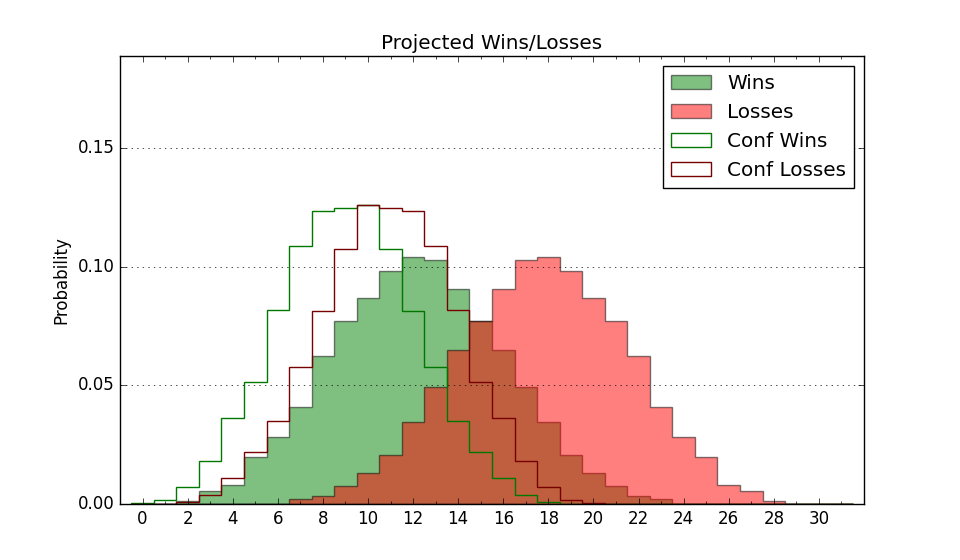 Projected Wins/Losses
Wins
Losses
Conf Wins
Conf Losses
Probability
0.15
0.10
0.05
0.00
0 2 4 6 8 10 12 14 16 18 20 22 24 26 28 30